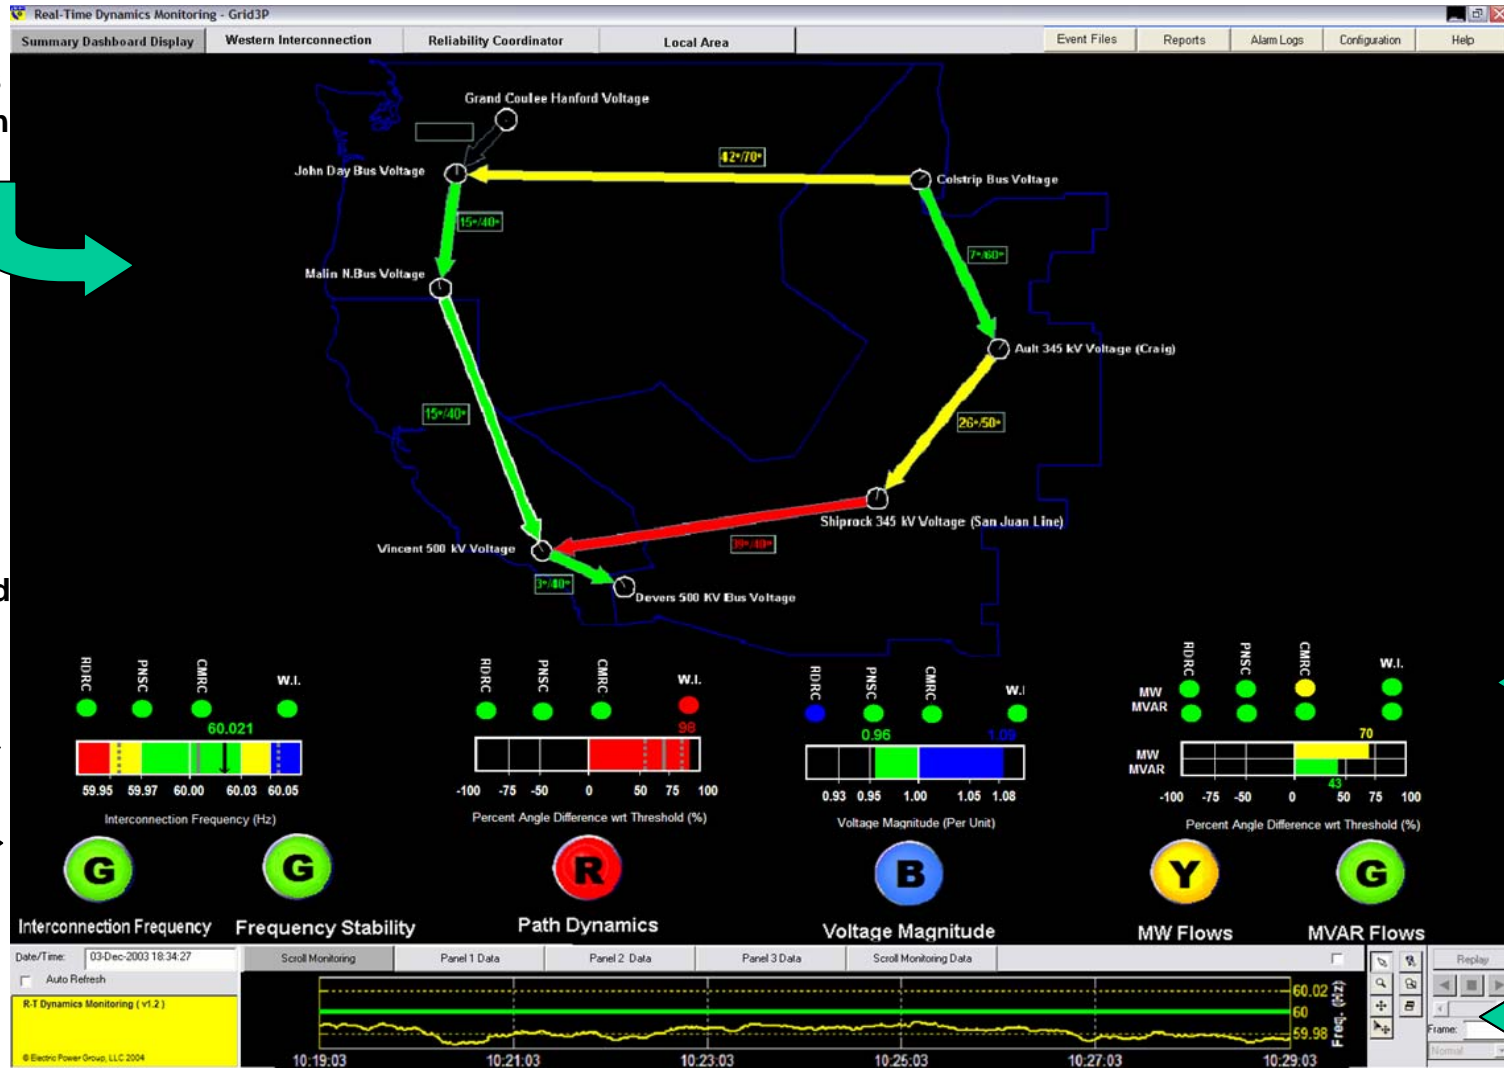 Real-Time Dynamics Monitoring - Grid3P
Summary Dashboard Display
Western Interconnection
Reliability Coordinator
Local Area
Event Files
Reports
Alarm Logs
Configuration
Help
n
d
Grand Coulee Hanford Voltage
John Day Bus Voltage
42°/70°
Colstrip Bus Voltage
15°/40°
7°/60°
Malin N.Bus Voltage
Ault 345 kV Voltage (Craig)
15°/40°
26°/50°
Shiprock 345 kV Voltage (San Juan Line)
39°/40°
Vincent 500 kV Voltage
3°/40°
Devers 500 KV Bus Voltage
RDRC PNSC CMRC W.I.
60.021
59.95 59.97 60.00 60.03 60.05
Interconnection Frequency (Hz)
RDRC PNSC CMRC W.I.
98
-100 -75 -50 0 50 75 100
Percent Angle Difference wrt Threshold (%)
RDRC PNSC CMRC W.I
0.96 1.09
0.93 0.95 1.00 1.05 1.08
Voltage Magnitude (Per Unit)
RDRC PNSC CMRC W.I.
MW
MVAR
70
MW
MVAR
43
-100 -75 -50 0 50 75 100
Percent Angle Difference wrt Threshold (%)
G G R B Y G
Interconnection Frequency
Frequency Stability
Path Dynamics
Voltage Magnitude
MW Flows
MVAR Flows
Date/Time: 03-Dec-2003 18:34:27
Auto Refresh
R-T Dynamics Monitoring ( v1.2 )
© Electric Power Group, LLC 2004
Scroll Monitoring
Panel 1 Data
Panel 2 Data
Panel 3 Data
Scroll Monitoring Data
60.02
60
59.98
Freq. (Hz)
10:19:03 10:21:03 10:23:03 10:25:03 10:27:03 10:29:03
Replay
Frame:
Normal